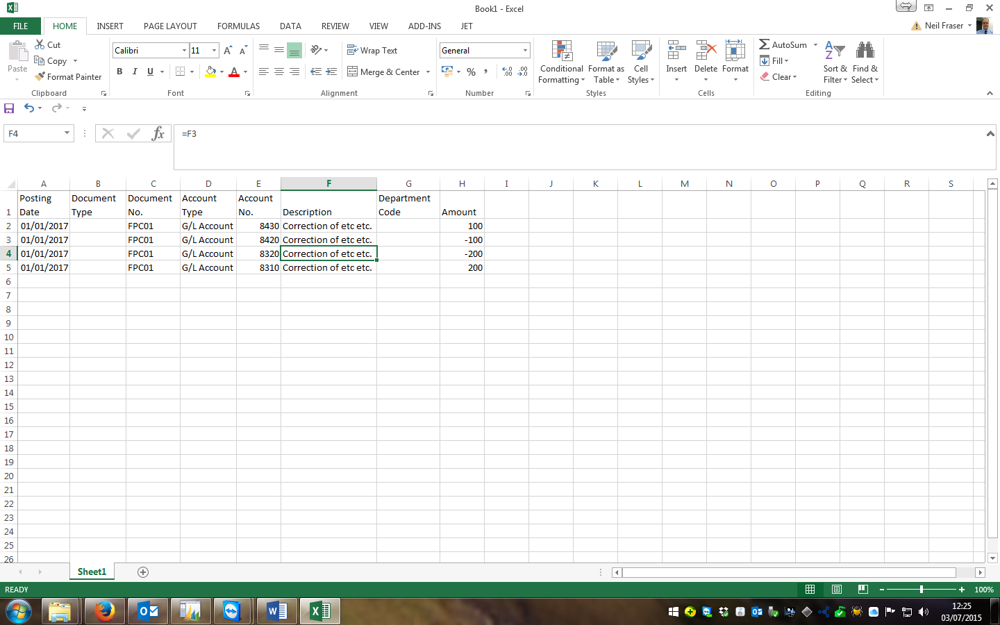 Book1 - Excel
FILE HOME INSERT PAGE LAYOUT FORMULAS DATA REVIEW VIEW ADD-INS JET Neil Fraser
Paste Cut Copy Format Painter
Clipboard
Calibri 11
B I U A
Font
Wrap Text
Merge & Center
Alignment
General
%
Number
Conditional Formatting Format as Table Cell Styles
Styles
Insert Delete Format
Cells
AutoSum Fill Clear Sort & Filter Find & Select
Editing
F4 fx =F3
A B C D E F G H I J K L M N O P Q R S
1 Posting Date Document Type Document No. Account Type Account No. Description Department Code Amount
2 01/01/2017 FPC01 G/L Account 8430 Correction of etc etc. 100
3 01/01/2017 FPC01 G/L Account 8420 Correction of etc etc. -100
4 01/01/2017 FPC01 G/L Account 8320 Correction of etc etc. -200
5 01/01/2017 FPC01 G/L Account 8310 Correction of etc etc. 200
6
7
8
9
10
11
12
13
14
15
16
17
18
19
20
21
22
23
24
25
26
Sheet1
READY 100%
12:25
03/07/2015